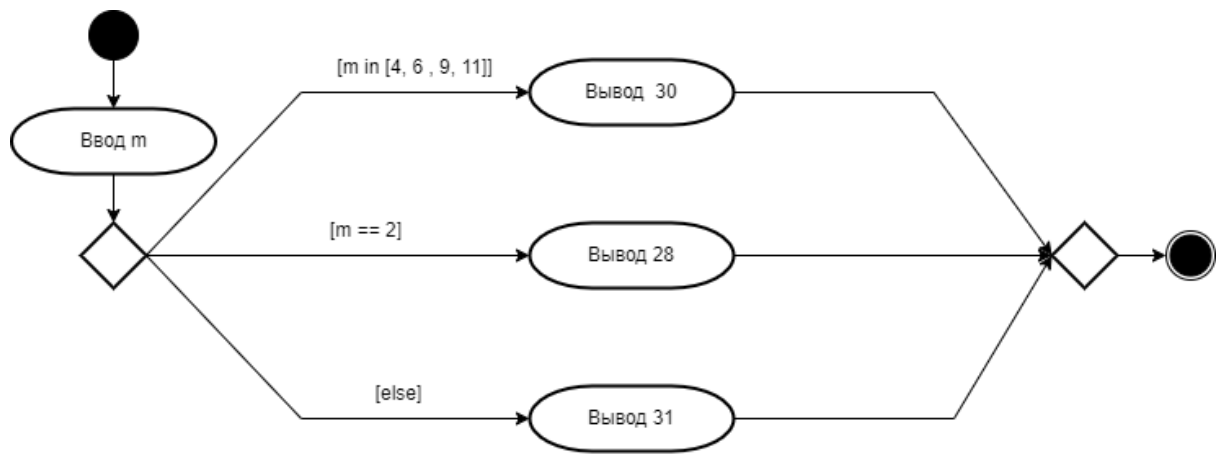 [m in [4, 6 , 9, 11]]
Вывод  30
Ввод m
[m == 2]
Вывод 28
[else]
Вывод 31